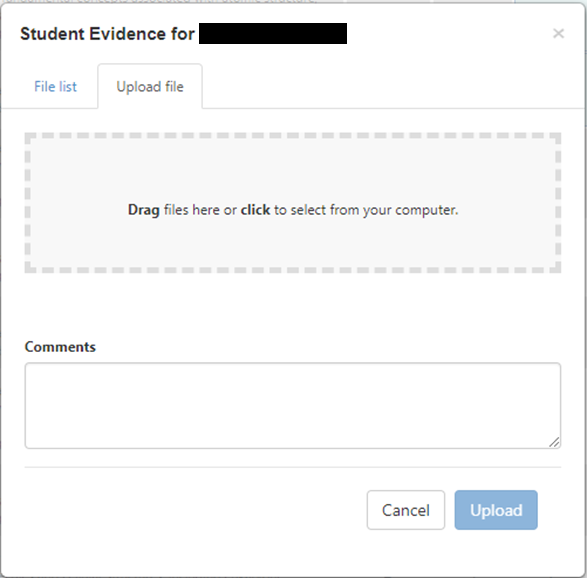 Student Evidence for
×
File list
Upload file
Drag files here or click to select from your computer.
Comments
Cancel
Upload